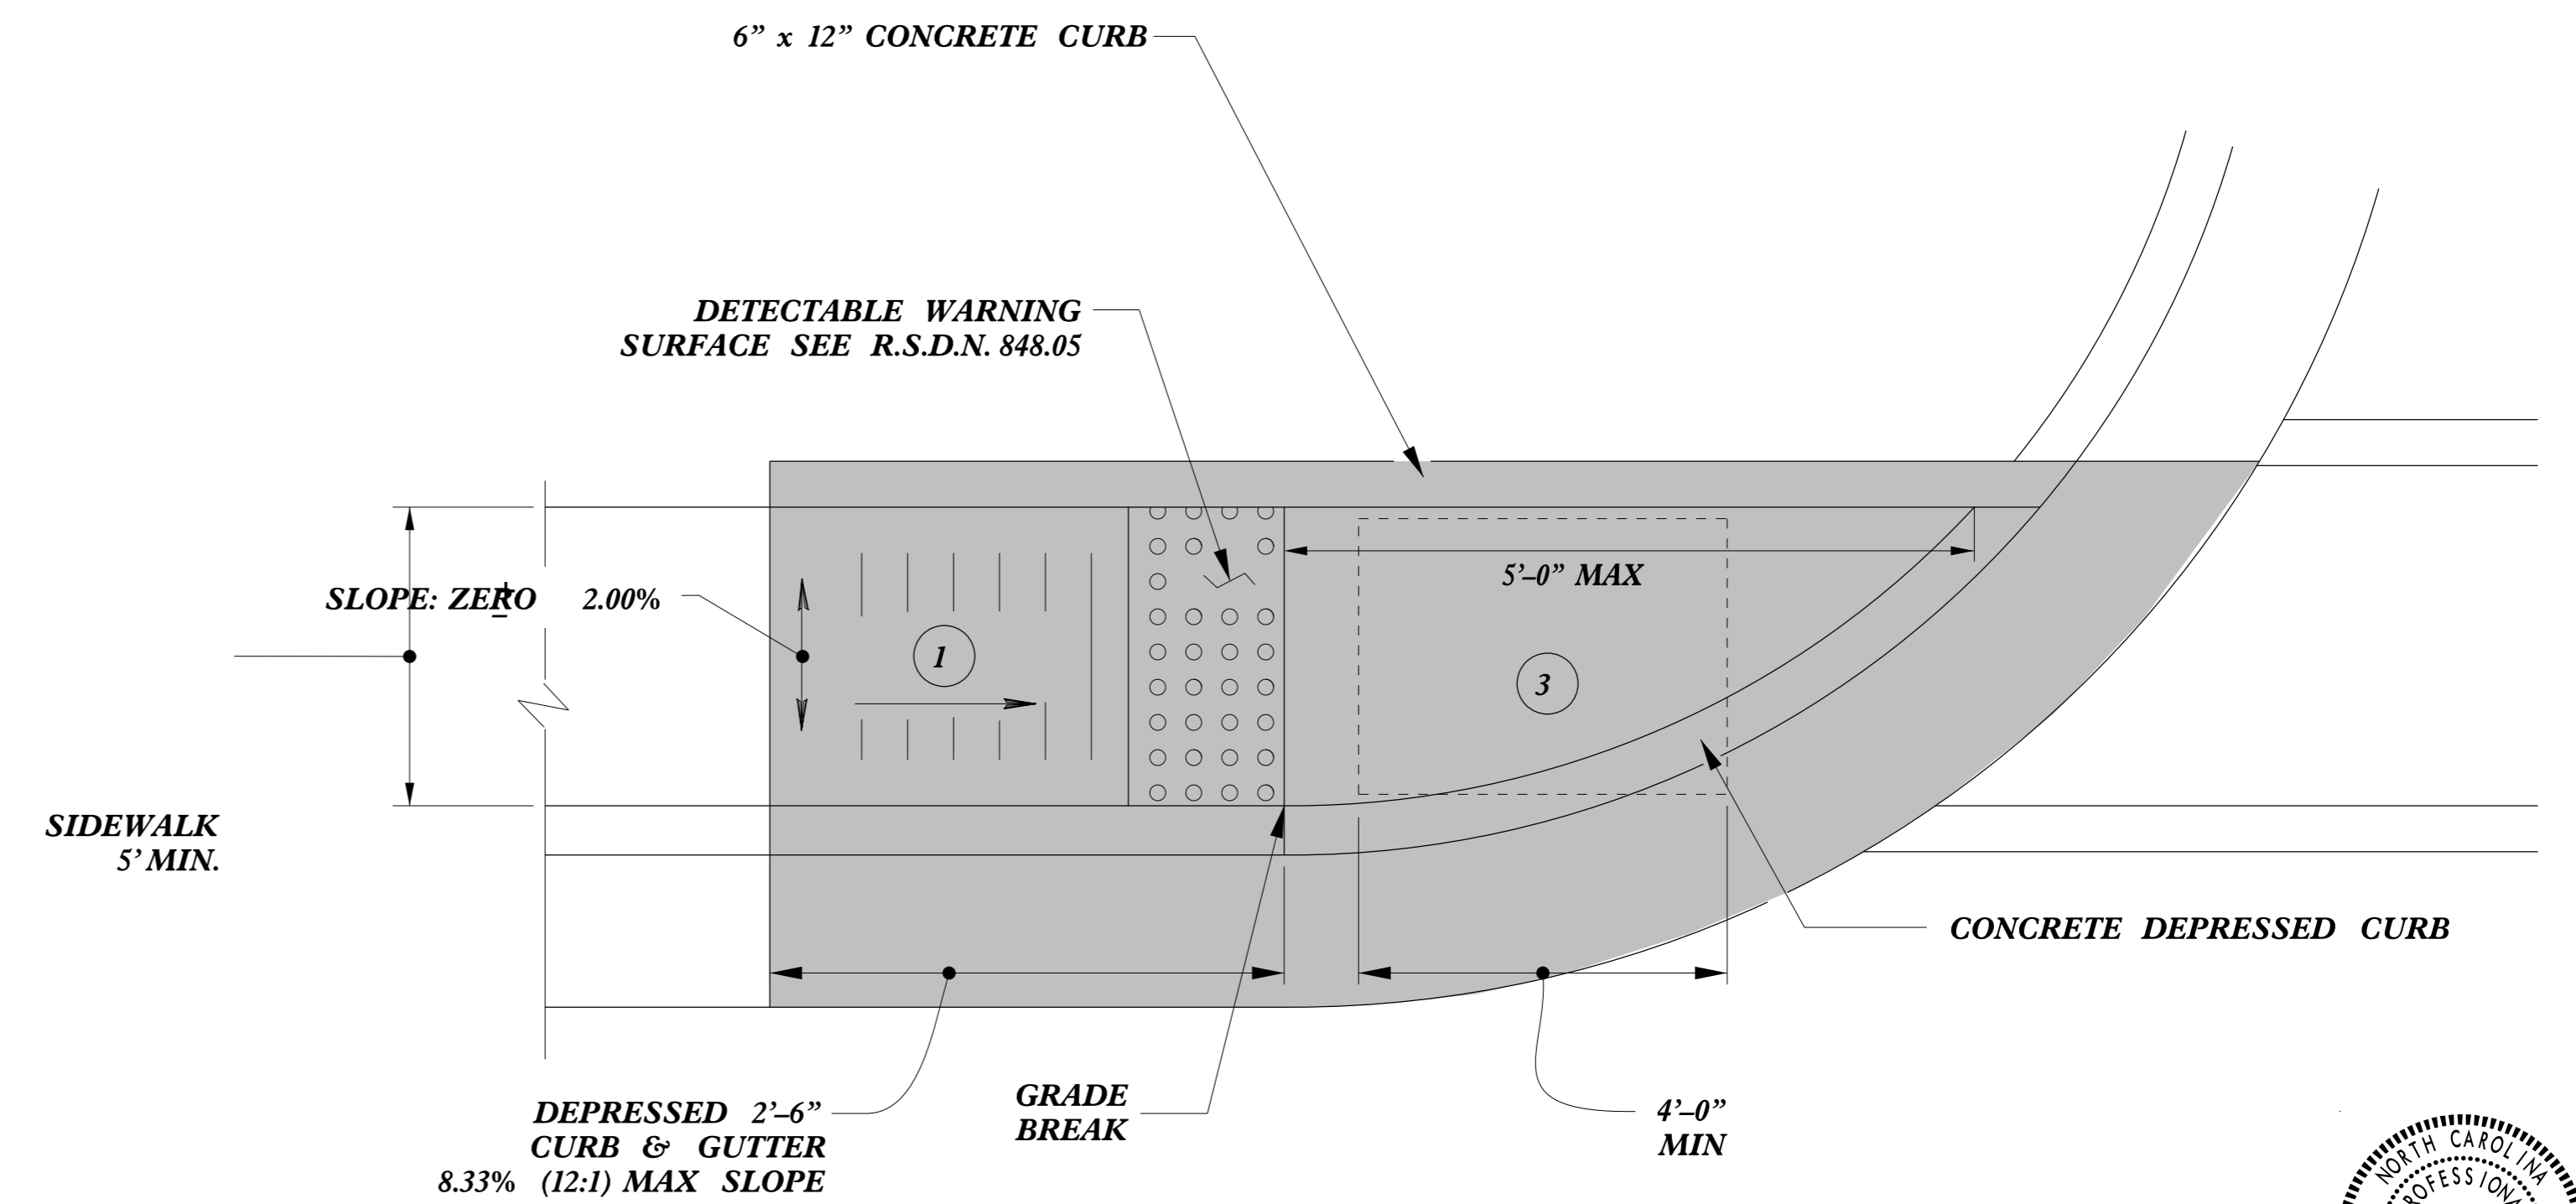 6” x 12” CONCRETE CURB
DETECTABLE WARNING
SURFACE SEE R.S.D.N. 848.05
5’–0” MAX
SLOPE: ZERO ± 2.00%
1
3
SIDEWALK
5’ MIN.
CONCRETE DEPRESSED CURB
DEPRESSED 2’–6”
CURB & GUTTER
8.33% (12:1) MAX SLOPE
GRADE
BREAK
4’–0”
MIN
NORTH CAROLINA